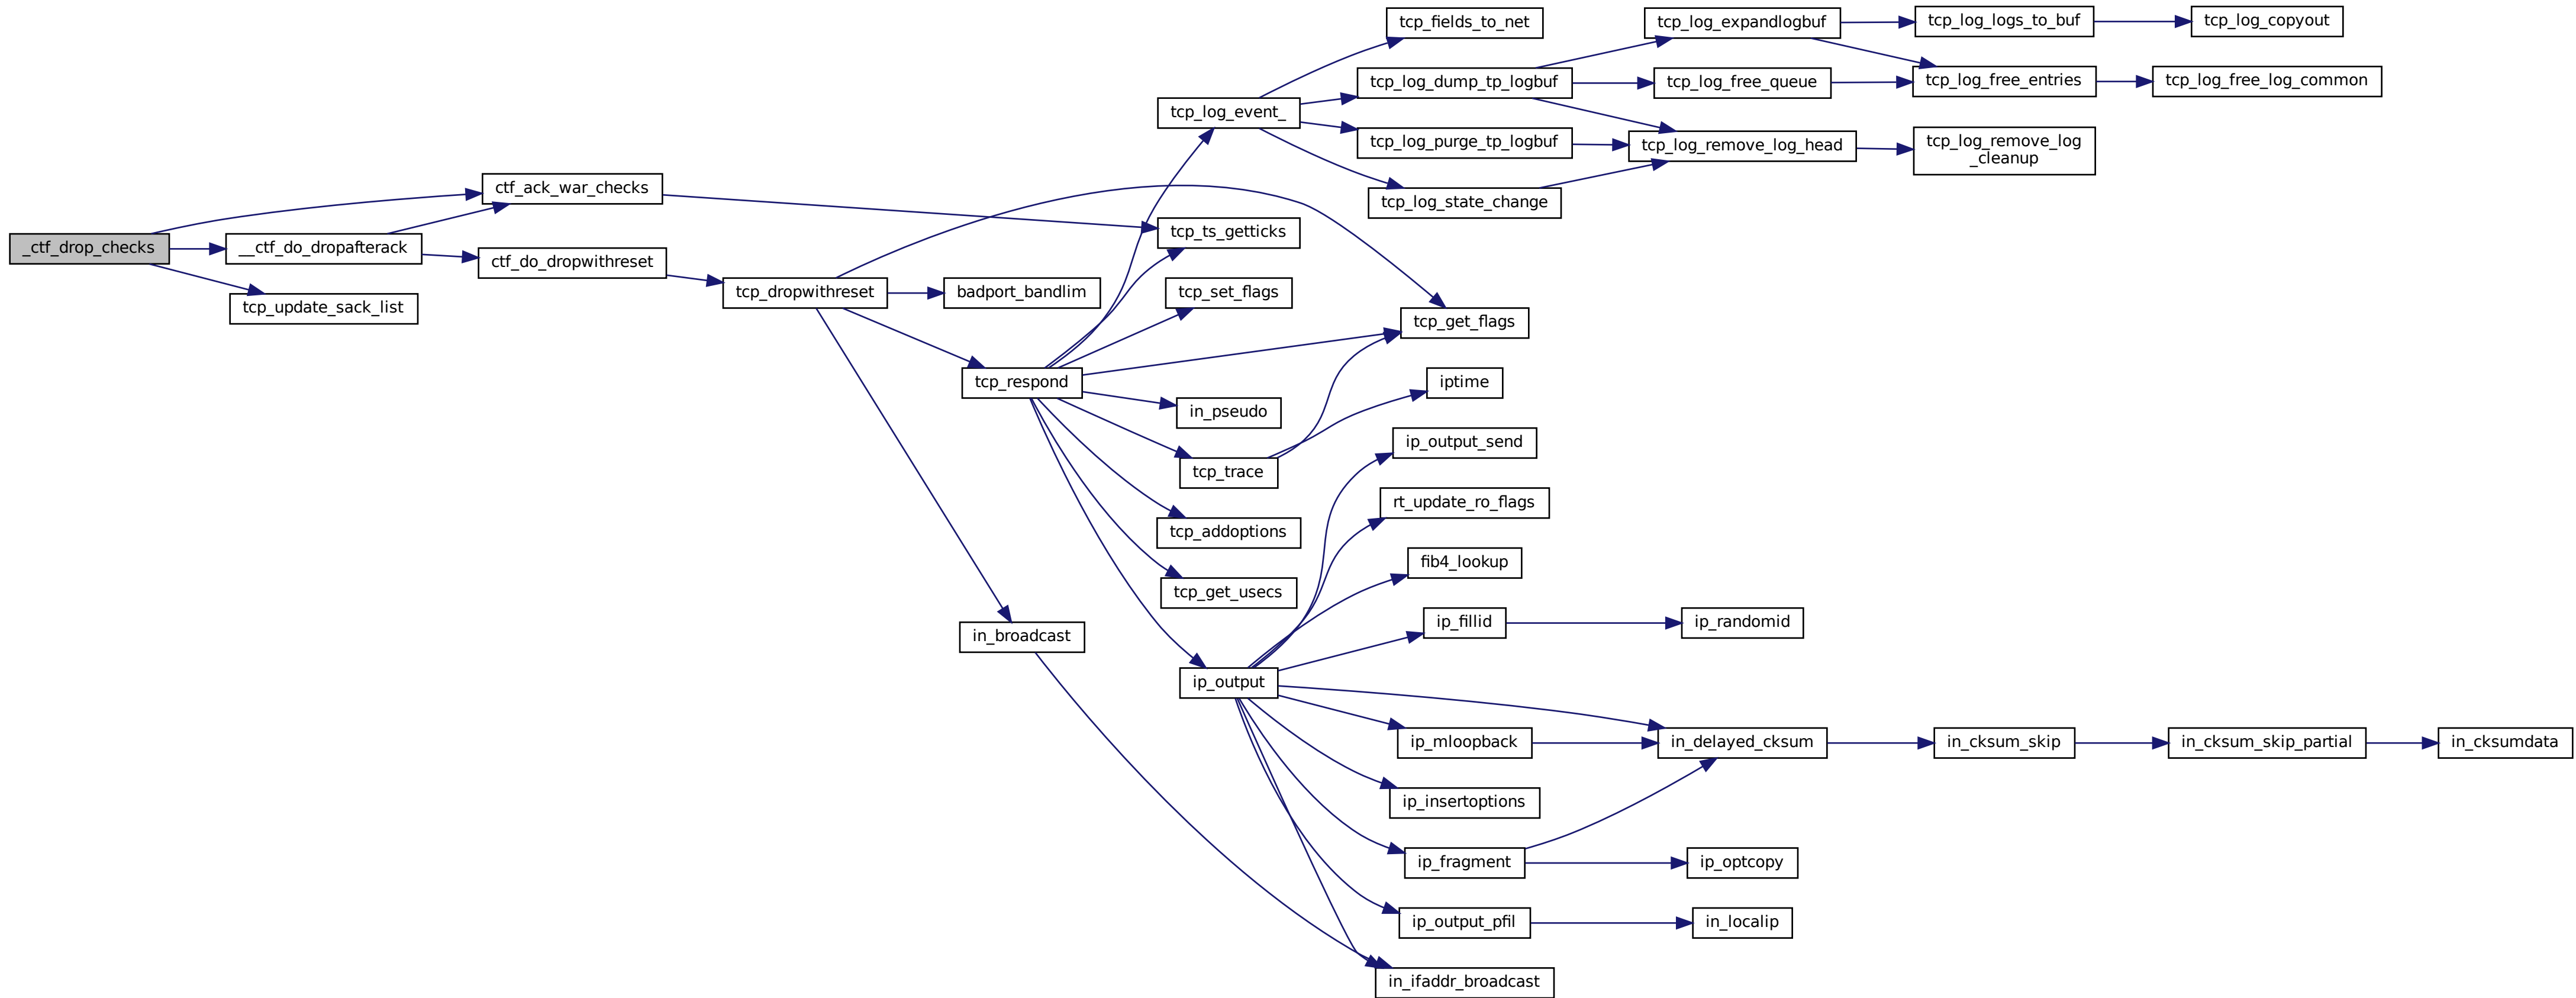 _ctf_drop_checks
ctf_ack_war_checks
__ctf_do_dropafterack
tcp_update_sack_list
ctf_do_dropwithreset
tcp_dropwithreset
badport_bandlim
tcp_respond
in_broadcast
tcp_log_event_
tcp_ts_getticks
tcp_set_flags
in_pseudo
tcp_trace
tcp_addoptions
tcp_get_usecs
ip_output
tcp_fields_to_net
tcp_log_dump_tp_logbuf
tcp_log_purge_tp_logbuf
tcp_log_state_change
tcp_get_flags
iptime
ip_output_send
rt_update_ro_flags
fib4_lookup
ip_fillid
ip_mloopback
ip_insertoptions
ip_fragment
ip_output_pfil
in_ifaddr_broadcast
tcp_log_expandlogbuf
tcp_log_free_queue
tcp_log_remove_log_head
ip_randomid
in_delayed_cksum
ip_optcopy
in_localip
tcp_log_logs_to_buf
tcp_log_free_entries
tcp_log_remove_log
_cleanup
in_cksum_skip
tcp_log_copyout
tcp_log_free_log_common
in_cksum_skip_partial
in_cksumdata